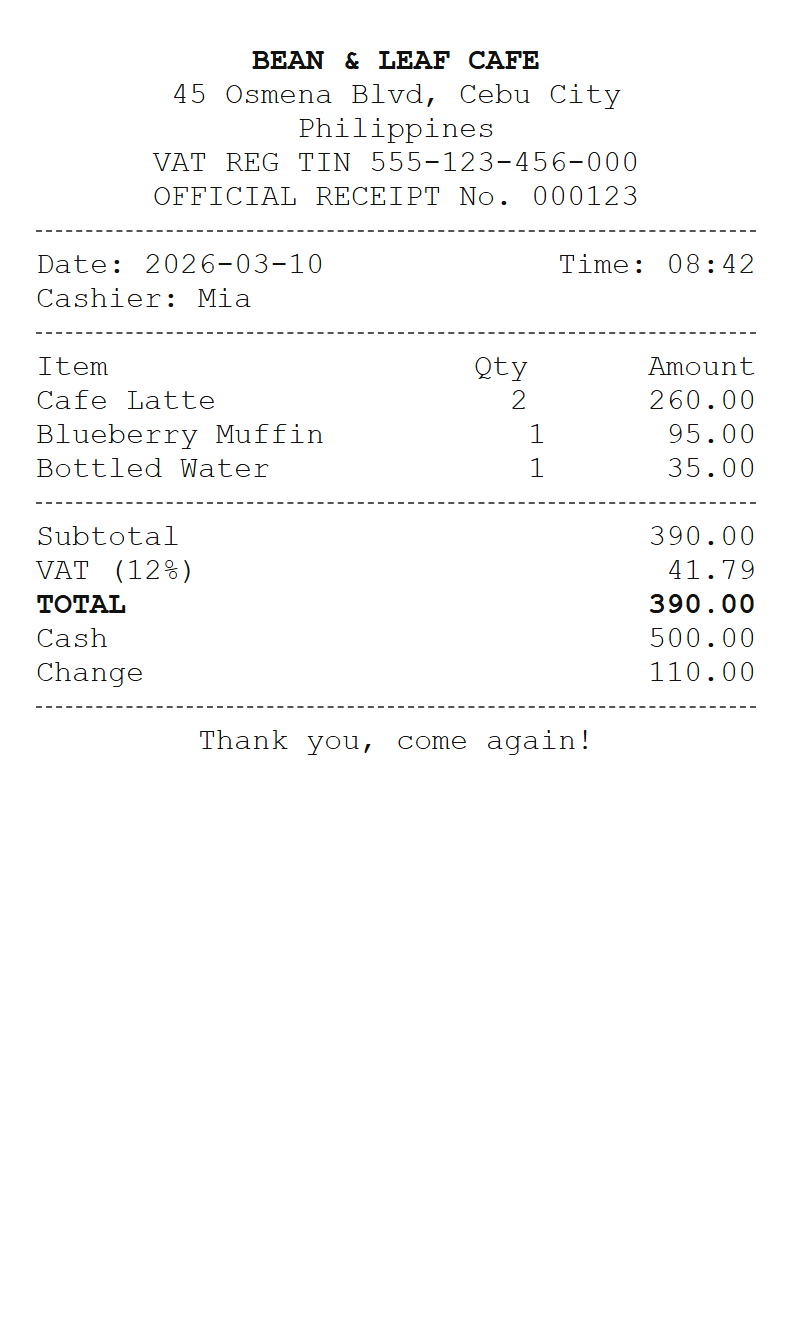 BEAN & LEAF CAFE
45 Osmena Blvd, Cebu City
Philippines
VAT REG TIN 555-123-456-000
OFFICIAL RECEIPT No. 000123
Date: 2026-03-10 Time: 08:42
Cashier: Mia
Item Qty Amount
Cafe Latte 2 260.00
Blueberry Muffin 1 95.00
Bottled Water 1 35.00
Subtotal 390.00
VAT (12%) 41.79
TOTAL 390.00
Cash 500.00
Change 110.00
Thank you, come again!